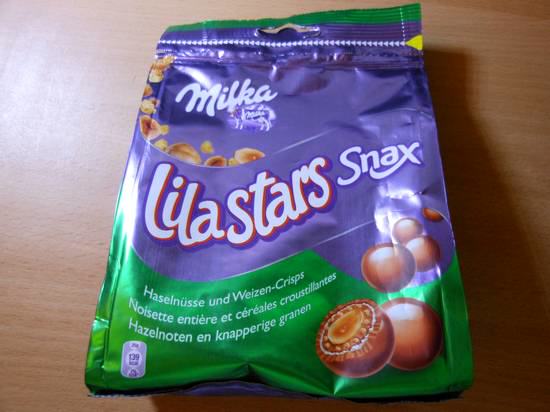 Milka
Milka
Lila stars Snax
Haselnüsse und Weizen-Crisps
Noisette entière et céréales croustillantes
Hazelnoten en knapperige granen
139
kcal